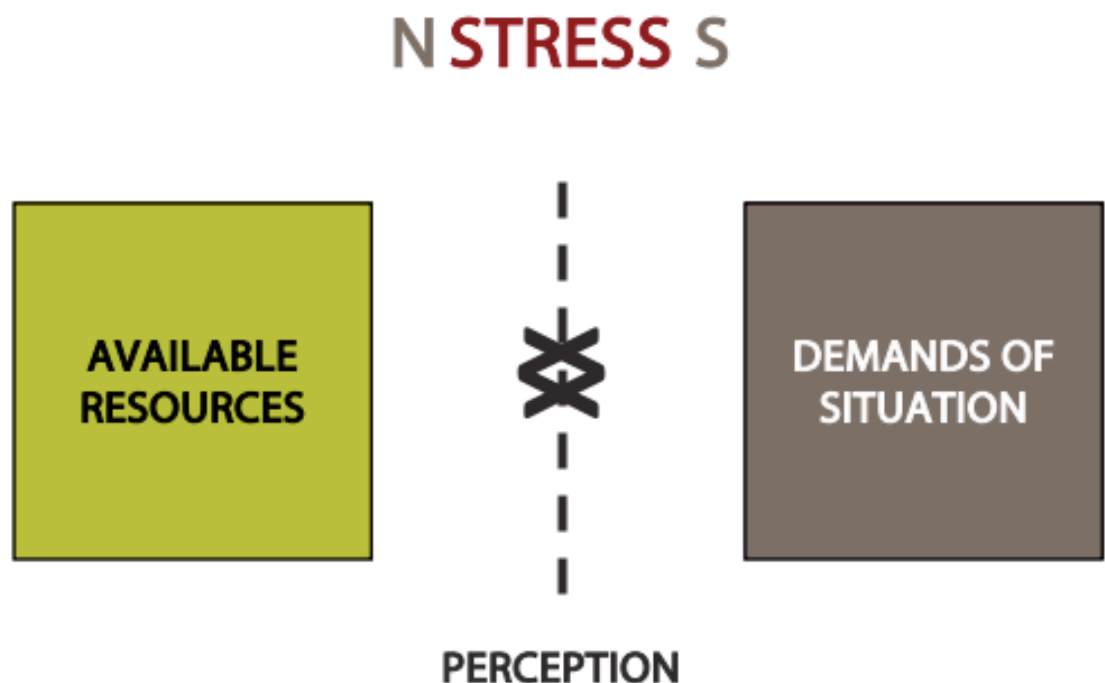 N STRESS S
AVAILABLE
RESOURCES
DEMANDS OF
SITUATION
PERCEPTION